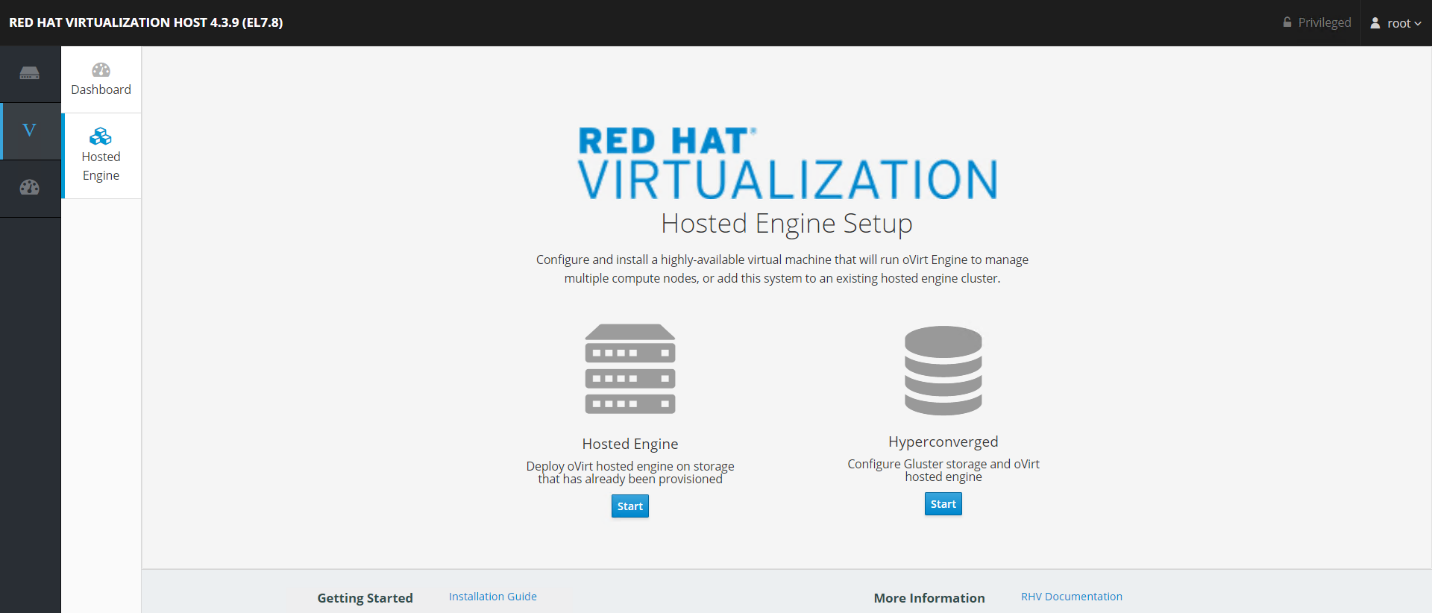 RED HAT VIRTUALIZATION HOST 4.3.9 (EL7.8)
Privileged
root
V
Dashboard
Hosted
Engine
RED HAT®
VIRTUALIZATION
Hosted Engine Setup
Configure and install a highly-available virtual machine that will run oVirt Engine to manage
multiple compute nodes, or add this system to an existing hosted engine cluster.
Hosted Engine
Deploy oVirt hosted engine on storage
that has already been provisioned
Start
Hyperconverged
Configure Gluster storage and oVirt
hosted engine
Start
Getting Started
Installation Guide
More Information
RHV Documentation